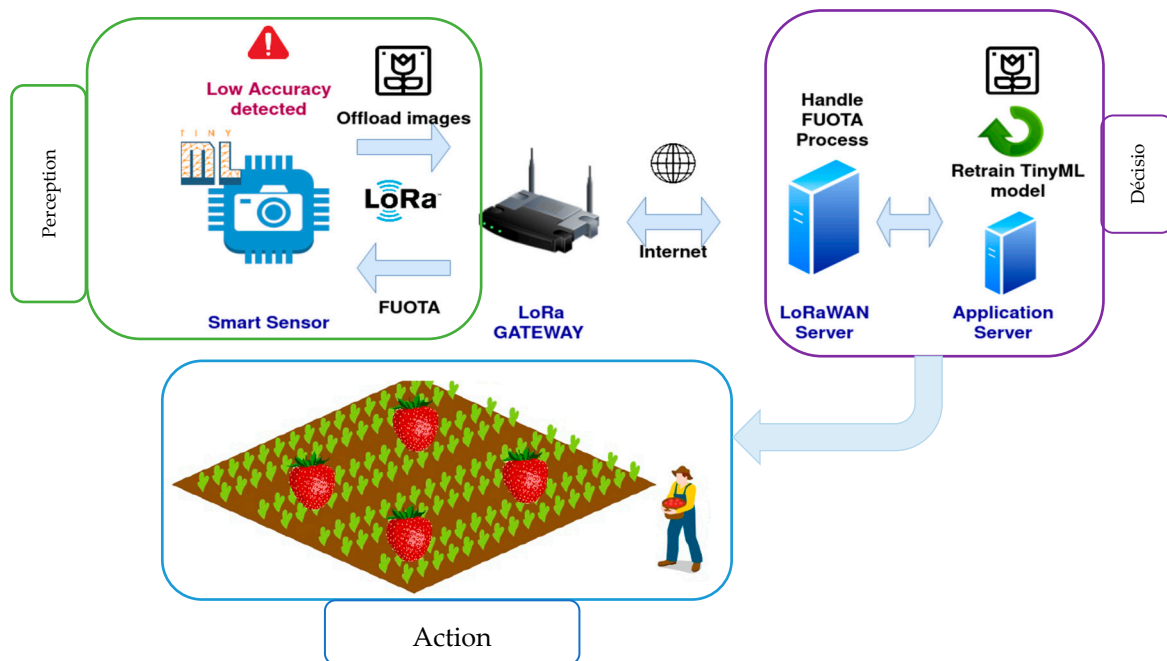 Perception
Low Accuracy
detected
TINY
ML
Offload images
LoRa™
FUOTA
Smart Sensor
LoRa
GATEWAY
Internet
Handle
FUOTA
Process
Retrain TinyML
model
LoRaWAN
Server
Application
Server
Décisio
Action